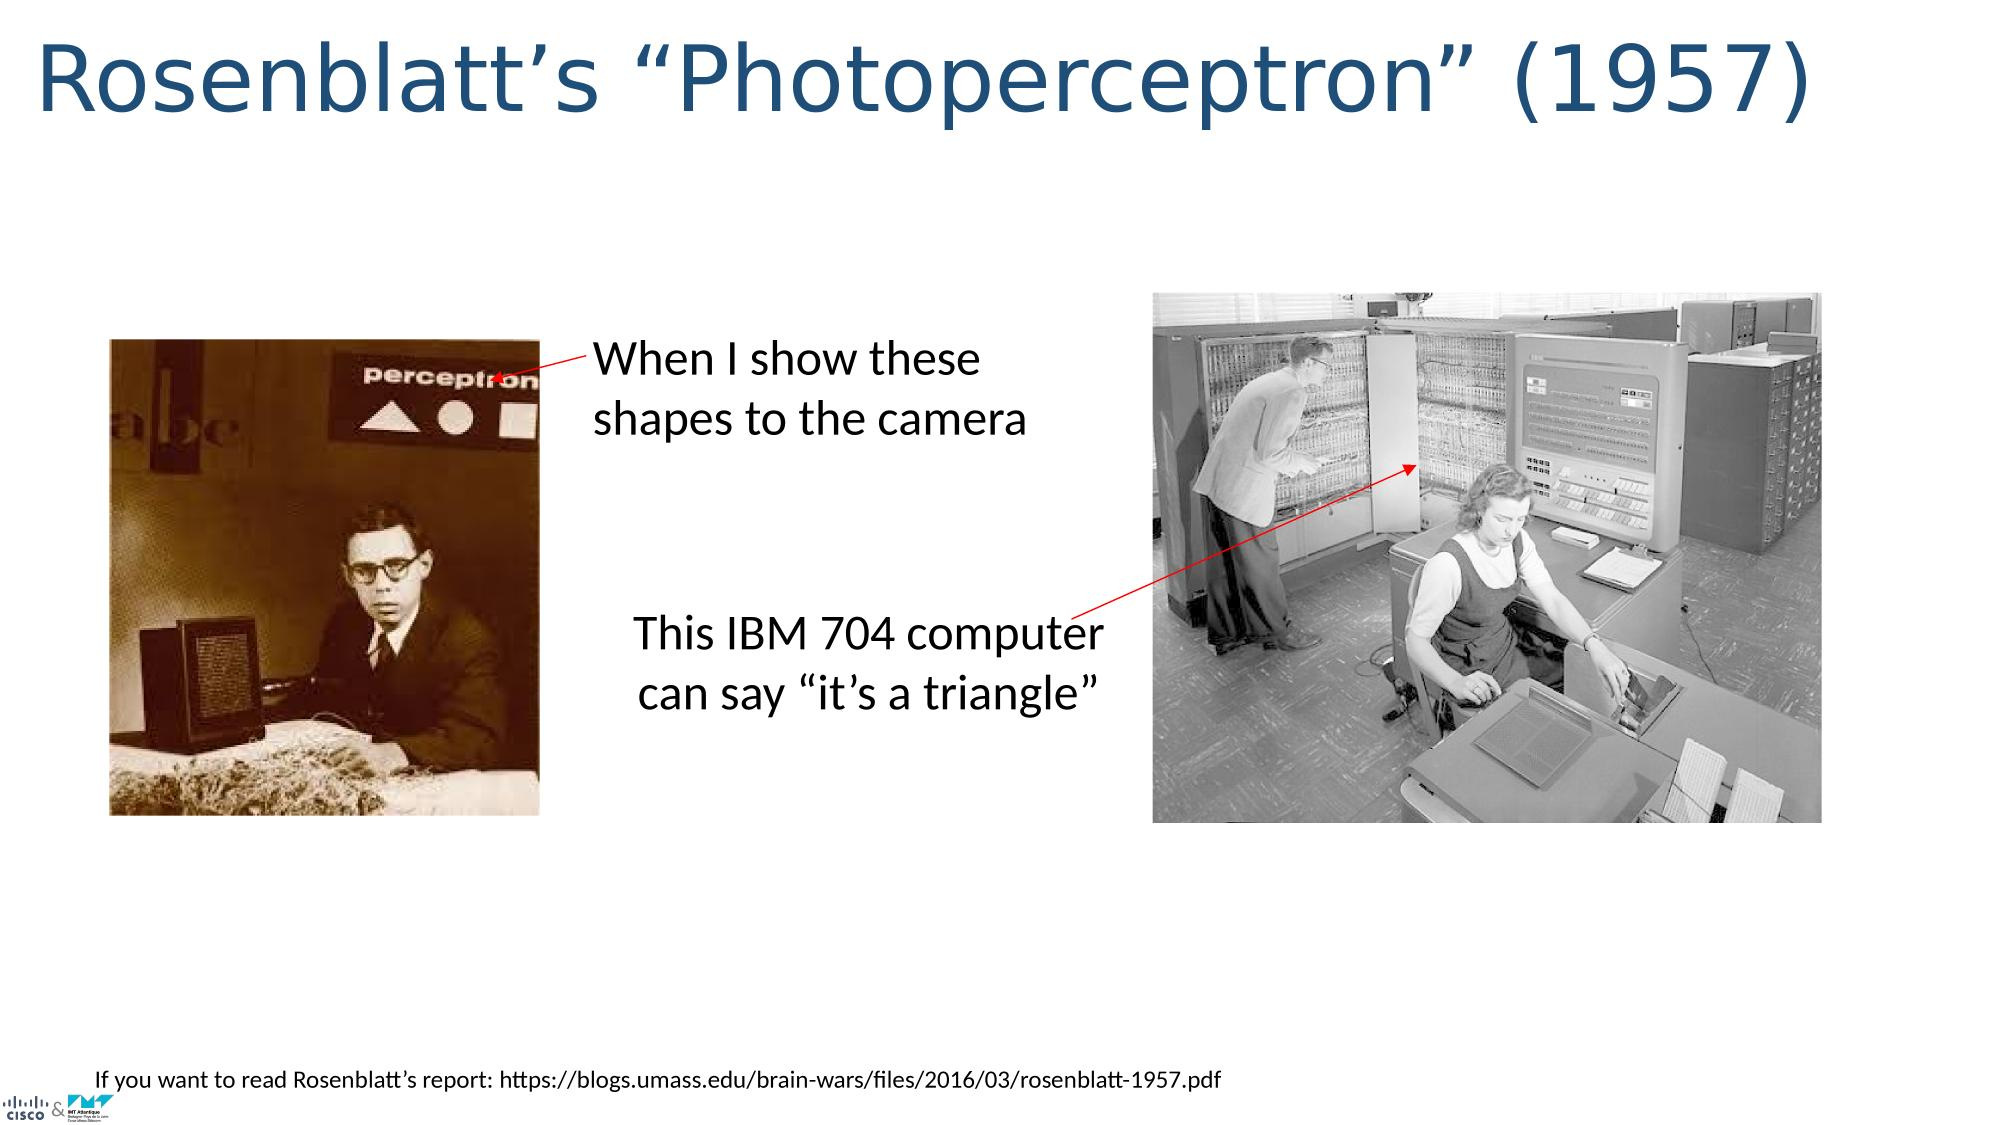 Rosenblatt’s “Photoperceptron” (1957)
perceptron
abc
When I show these
shapes to the camera
This IBM 704 computer
can say “it’s a triangle”
If you want to read Rosenblatt’s report: https://blogs.umass.edu/brain-wars/files/2016/03/rosenblatt-1957.pdf
cisco & IMT Atlantique